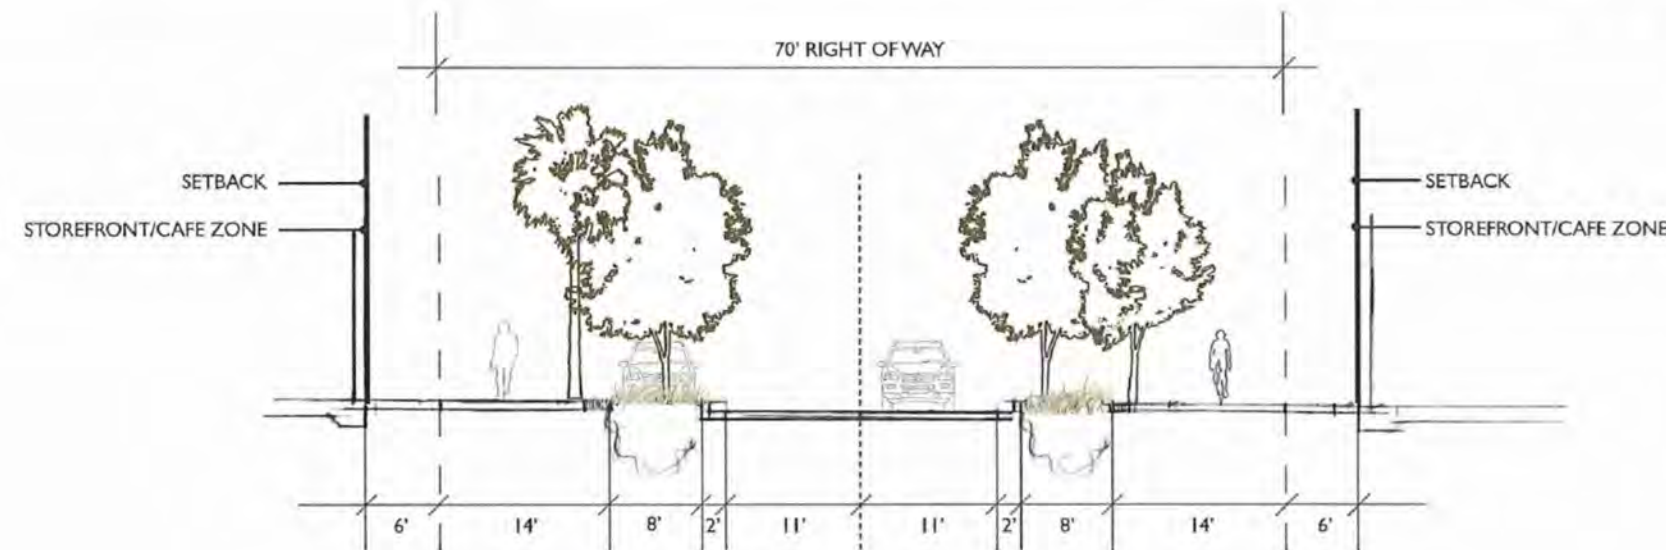 70' RIGHT OF WAY
SETBACK
SETBACK
STOREFRONT/CAFE ZONE
STOREFRONT/CAFE ZONE
6' 14' 8' 2' 11' 11' 2' 8' 14' 6'